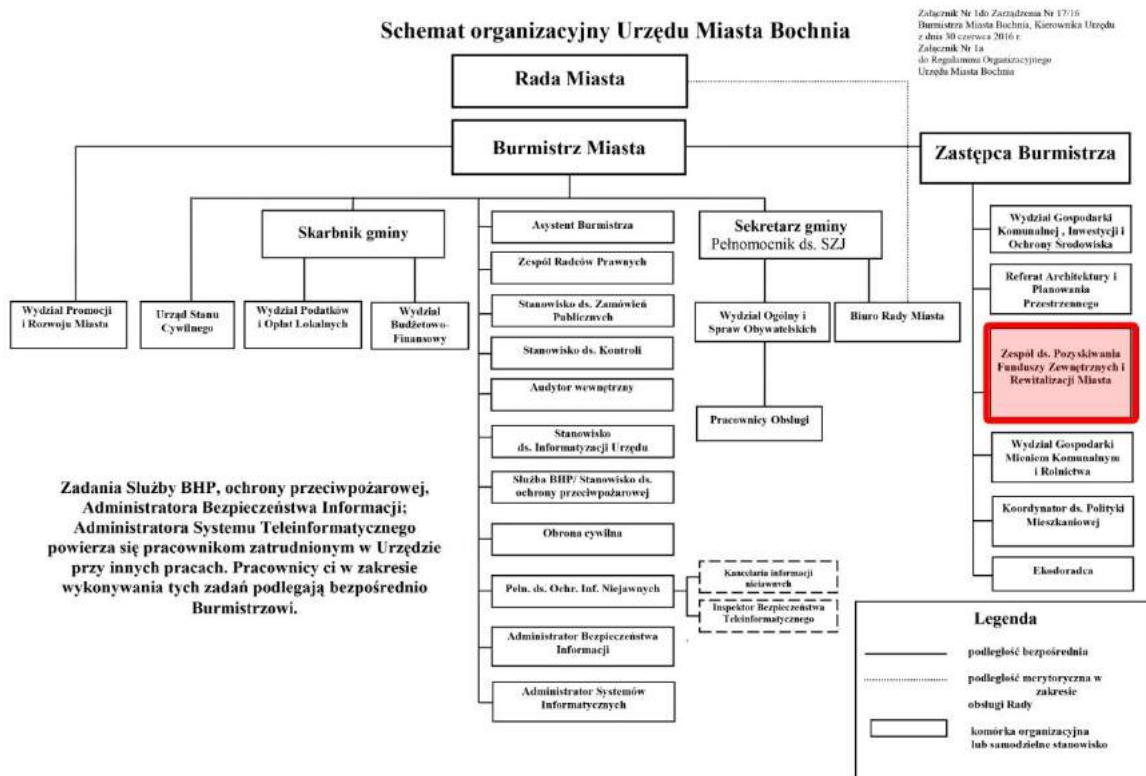 Załącznik Nr 1do Zarządzenia Nr 17/16
Burmistrza Miasta Bochnia, Kierownika Urzędu
z dnia 30 czerwca 2016 r.
Załącznik Nr 1a
do Regulaminu Organizacyjnego
Urzędu Miasta Bochnia
Schemat organizacyjny Urzędu Miasta Bochnia
Rada Miasta
Burmistrz Miasta
Zastępca Burmistrza
Skarbnik gminy
Sekretarz gminy
Pełnomocnik ds. SZJ
Wydział Promocji
i Rozwoju Miasta
Urząd Stanu
Cywilnego
Wydział Podatków
i Opłat Lokalnych
Wydział
Budżetowo-
Finansowy
Asystent Burmistrza
Zespół Radców Prawnych
Stanowisko ds. Zamówień
Publicznych
Stanowisko ds. Kontroli
Audytor wewnętrzny
Stanowisko
ds. Informatyzacji Urzędu
Służba BHP/ Stanowisko ds.
ochrony przeciwpożarowej
Obrona cywilna
Pełn. ds. Ochr. Inf. Niejawnych
Administrator Bezpieczeństwa
Informacji
Administrator Systemów
Informatycznych
Kancelaria informacji
niejawnych
Inspektor Bezpieczeństwa
Teleinformatycznego
Wydział Ogólny i
Spraw Obywatelskich
Biuro Rady Miasta
Pracownicy Obsługi
Wydział Gospodarki
Komunalnej , Inwestycji i
Ochrony Środowiska
Referat Architektury i
Planowania
Przestrzennego
Zespół ds. Pozyskiwania
Funduszy Zewnętrznych i
Rewitalizacji Miasta
Wydział Gospodarki
Mieniem Komunalnym
i Rolnictwa
Koordynator ds. Polityki
Mieszkaniowej
Ekodoradca
Zadania Służby BHP, ochrony przeciwpożarowej,
Administratora Bezpieczeństwa Informacji;
Administratora Systemu Teleinformatycznego
powierza się pracownikom zatrudnionym w Urzędzie
przy innych pracach. Pracownicy ci w zakresie
wykonywania tych zadań podlegają bezpośrednio
Burmistrzowi.
Legenda
podległość bezpośrednia
podległość merytoryczna w
zakresie
obsługi Rady
komórka organizacyjna
lub samodzielne stanowisko